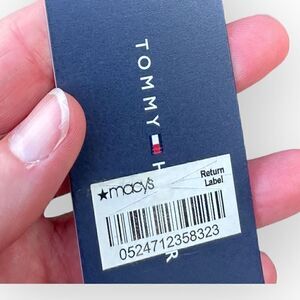 TOMMY H R
★macy's
Return
Label
0524712358323